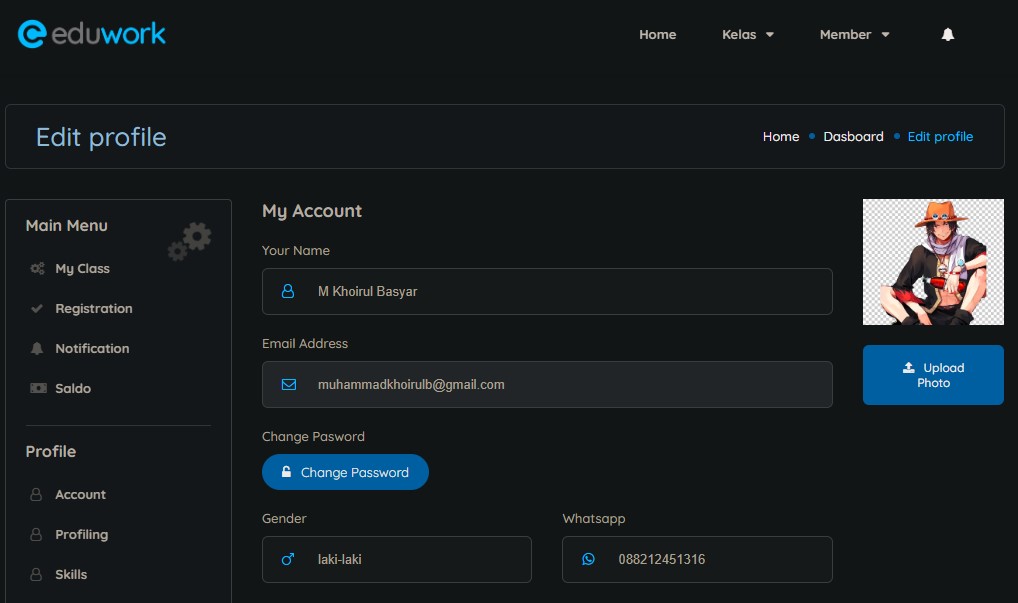 eduwork
Home Kelas Member
Edit profile
Home Dasboard Edit profile
Main Menu
My Class
Registration
Notification
Saldo
Profile
Account
Profiling
Skills
My Account
Your Name
M Khoirul Basyar
Email Address
muhammadkhoirulb@gmail.com
Change Pasword
Change Password
Gender
laki-laki
Whatsapp
088212451316
Upload
Photo